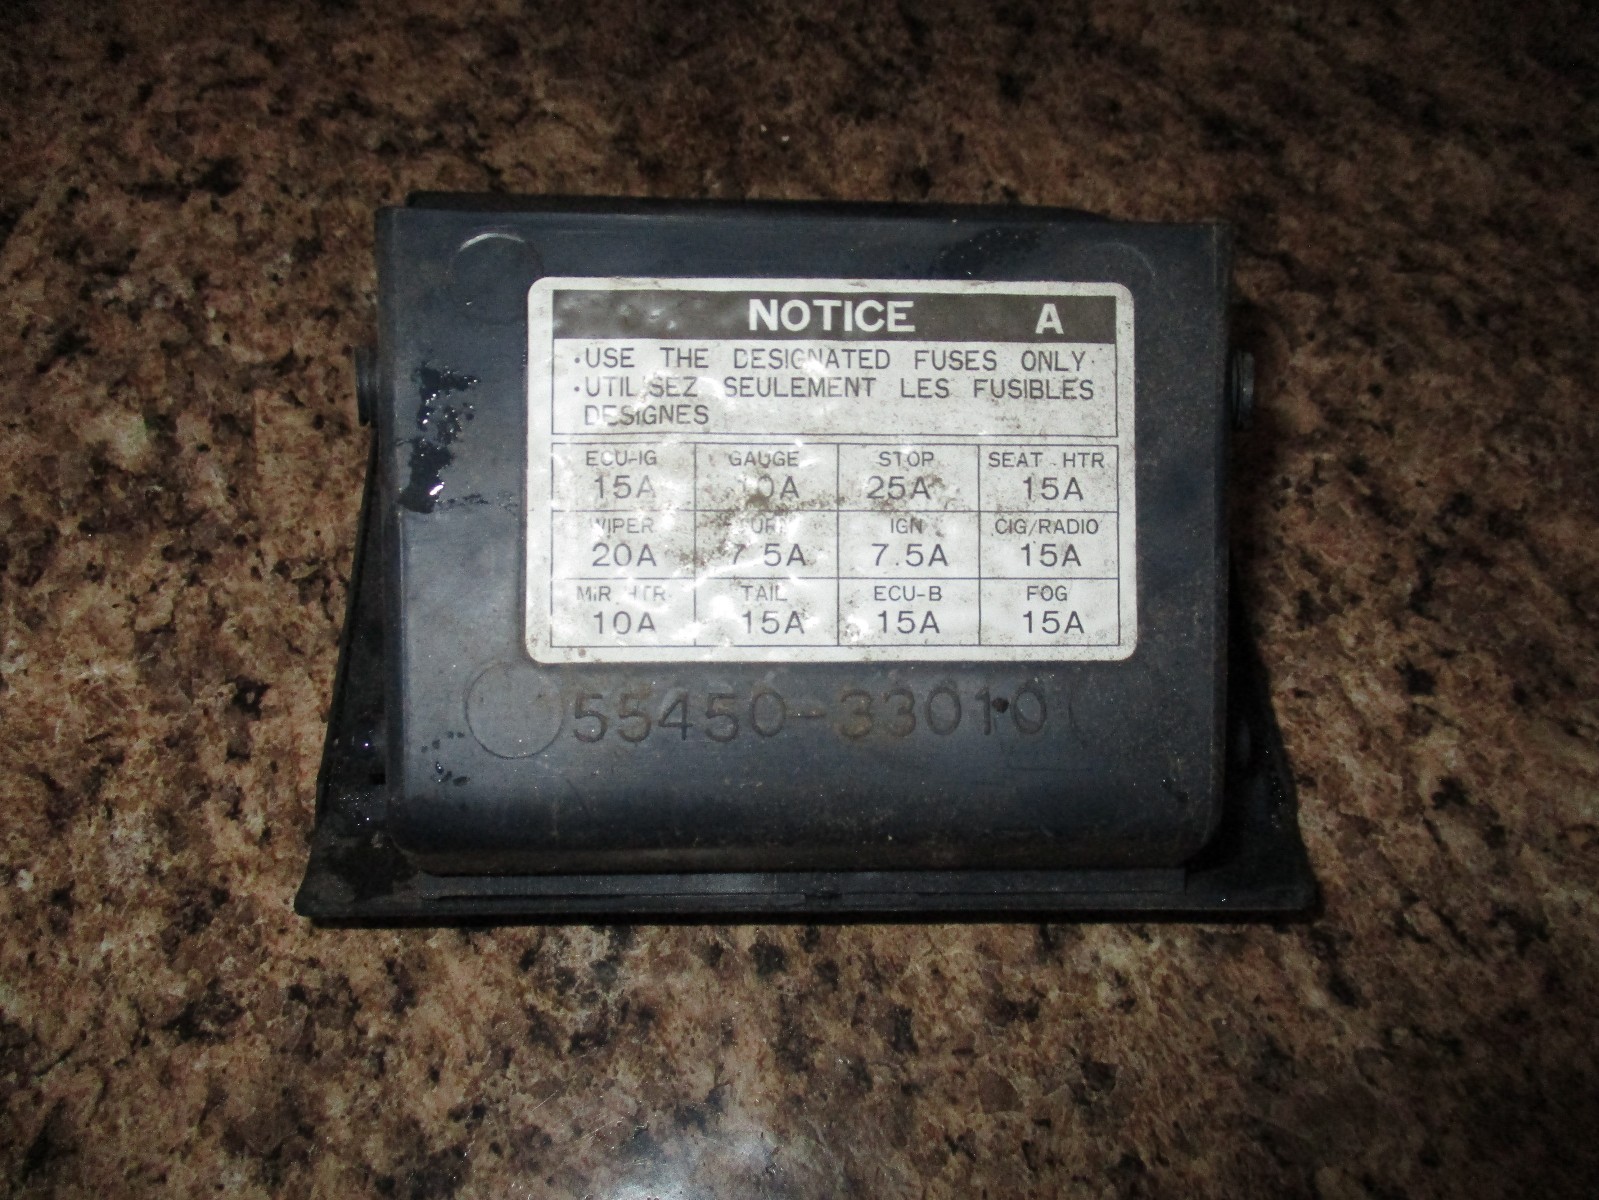 NOTICE A
·USE THE DESIGNATED FUSES ONLY·
·UTILISEZ SEULEMENT LES FUSIBLES
DESIGNES
ECU-IG GAUGE STOP SEAT HTR
15A 10A 25A 15A
WIPER TURN IGN CIG/RADIO
20A 7.5A 7.5A 15A
MIR HTR TAIL ECU-B FOG
10A 15A 15A 15A
55450-33010